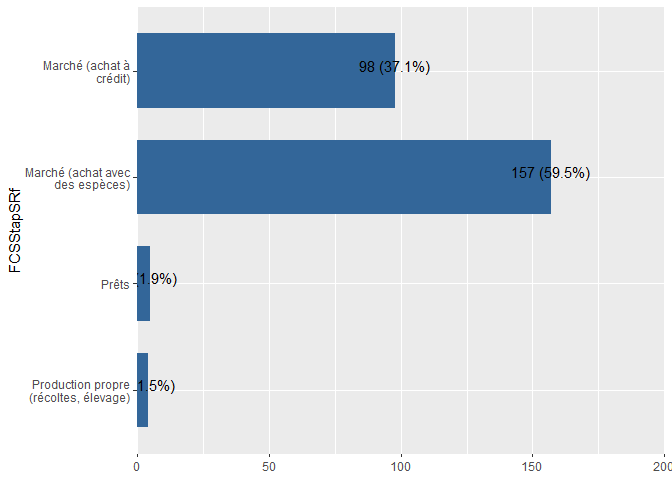 FCSStapSRf
Marché (achat à
crédit)
98 (37.1%)
Marché (achat avec
des espèces)
157 (59.5%)
Prêts
1.9%)
Production propre
(récoltes, élevage)
1.5%)
0
50
100
150
200